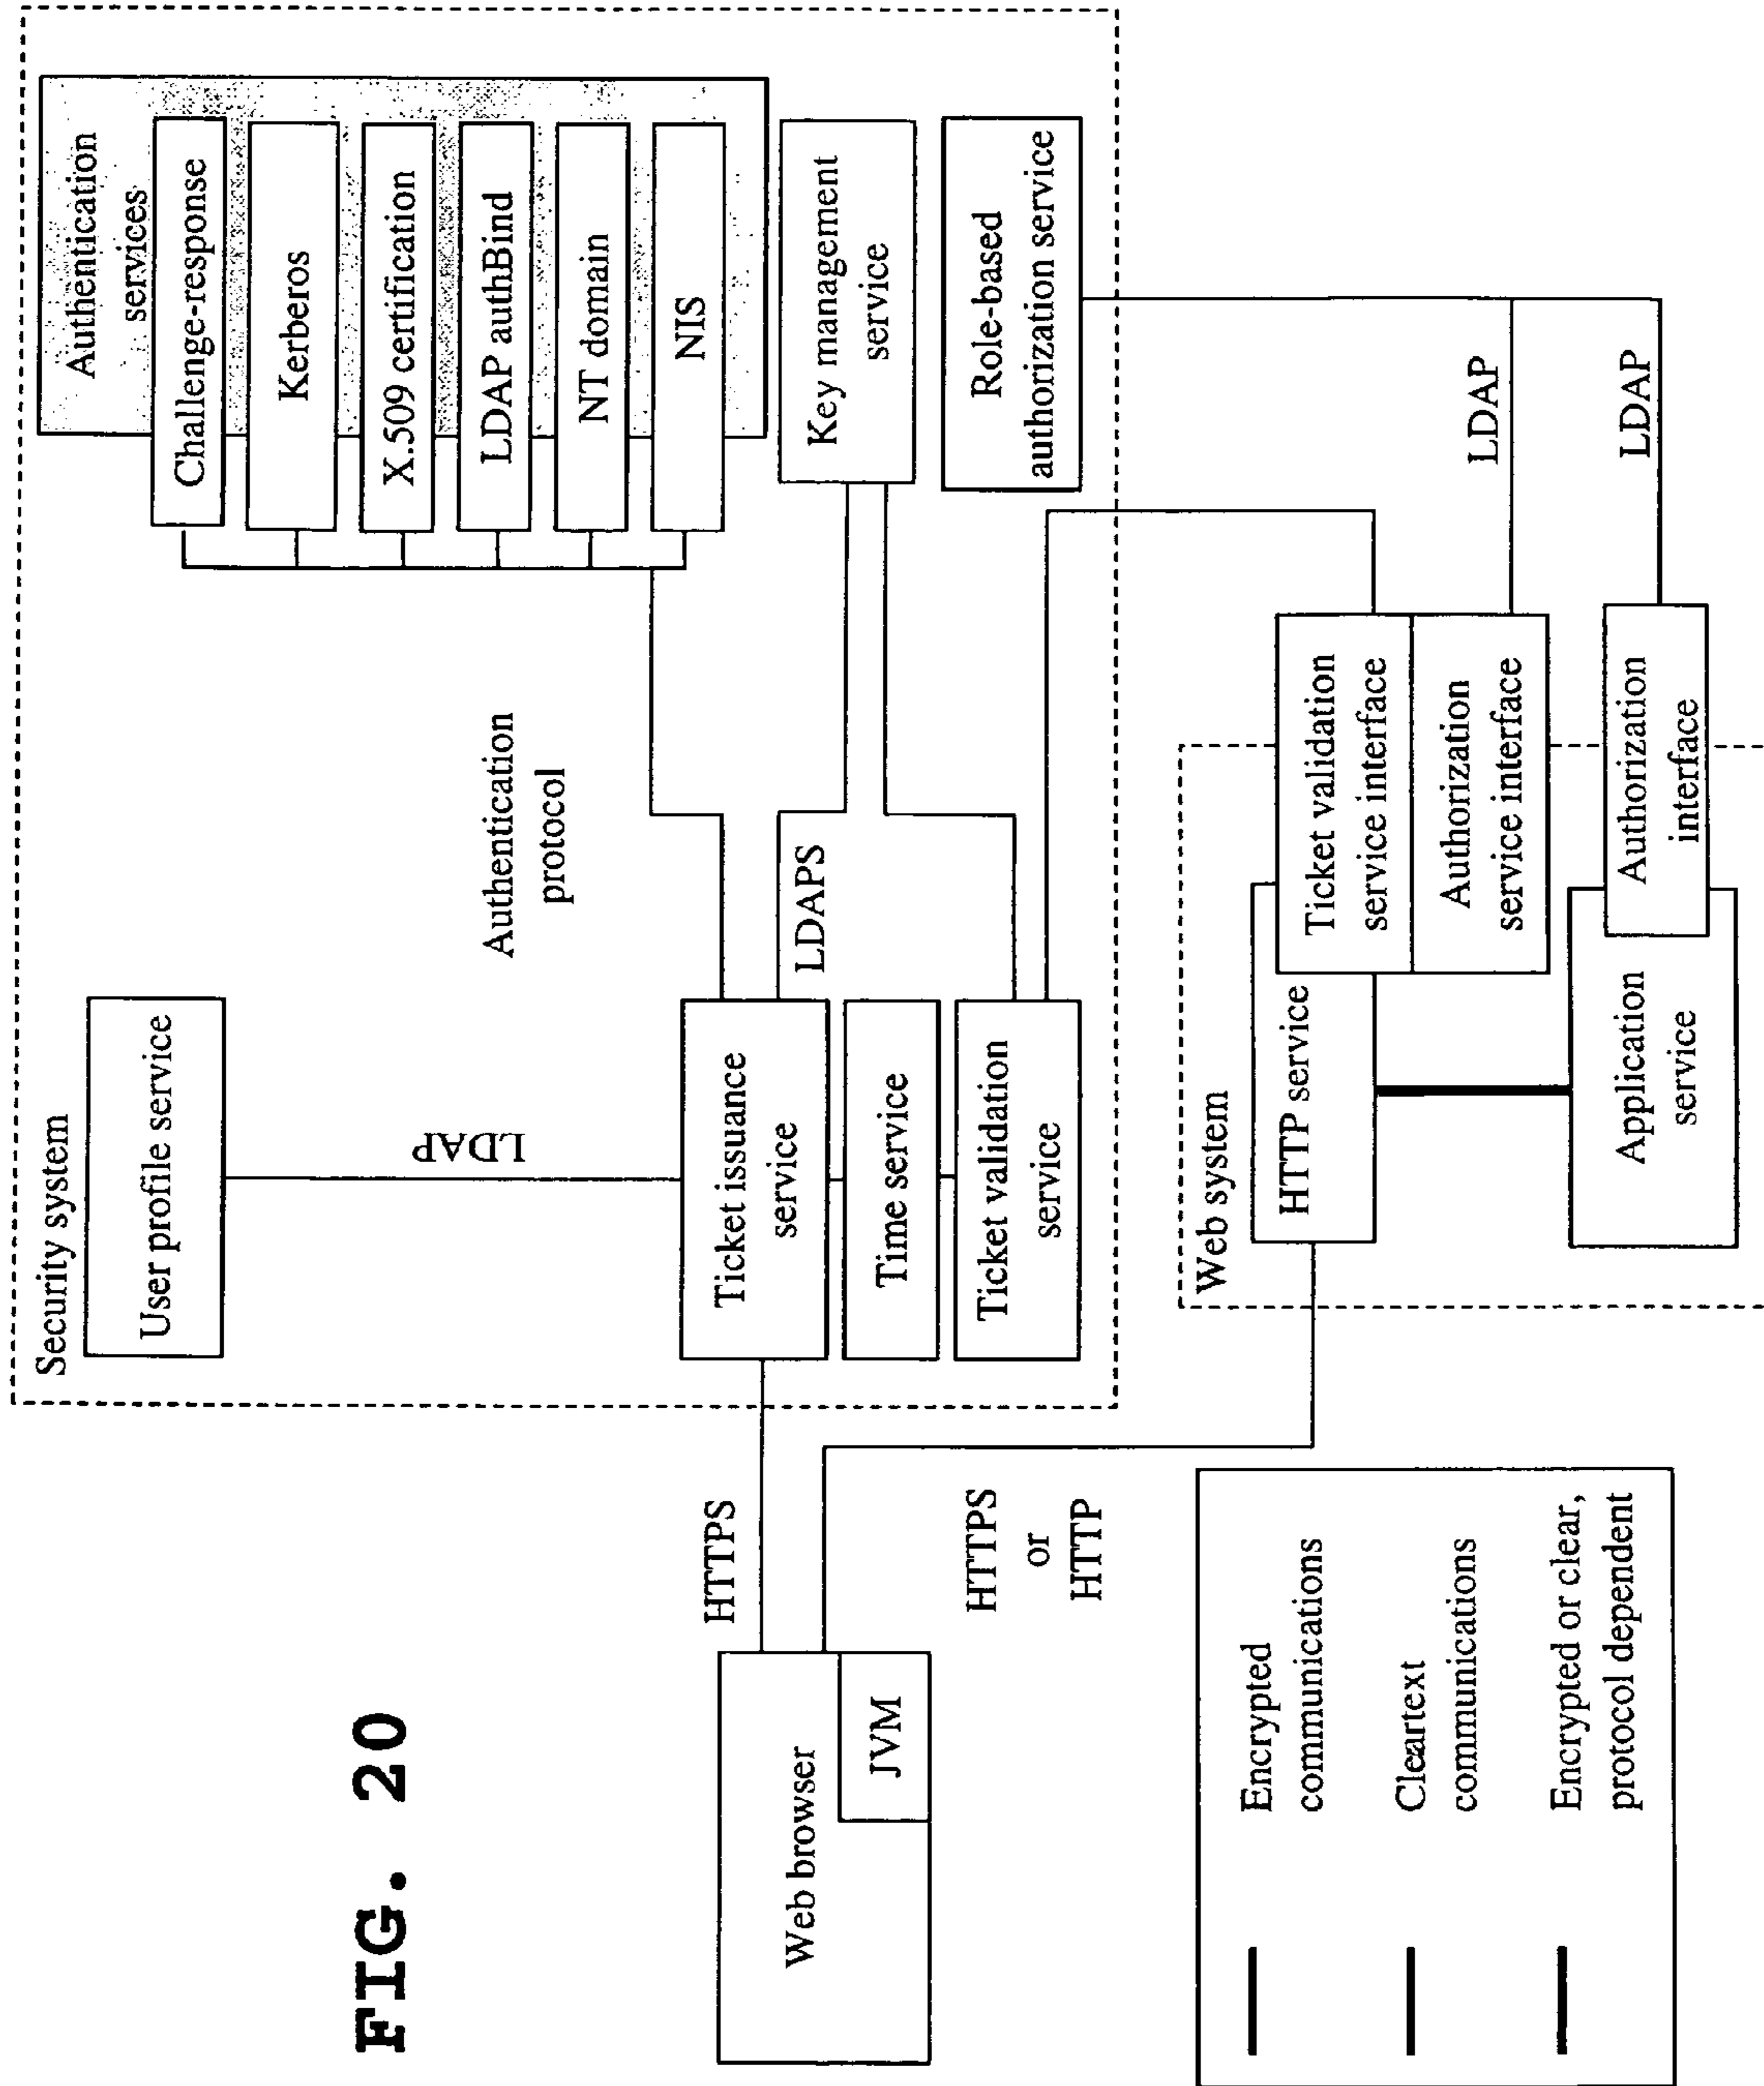 FIG. 20
Security system
User profile service
LDAP
Authentication
services
Challenge-response
Kerberos
X.509 certification
LDAP authBind
NT domain
NIS
Authentication
protocol
Web browser
JVM
HTTPS
HTTPS
or
HTTP
Ticket issuance
service
Time service
Ticket validation
service
LDAPS
Key management
service
Role-based
authorization service
Web system
HTTP service
Ticket validation
service interface
Authorization
service interface
LDAP
Application
service
Authorization
interface
LDAP
Encrypted
communications
Cleartext
communications
Encrypted or clear,
protocol dependent